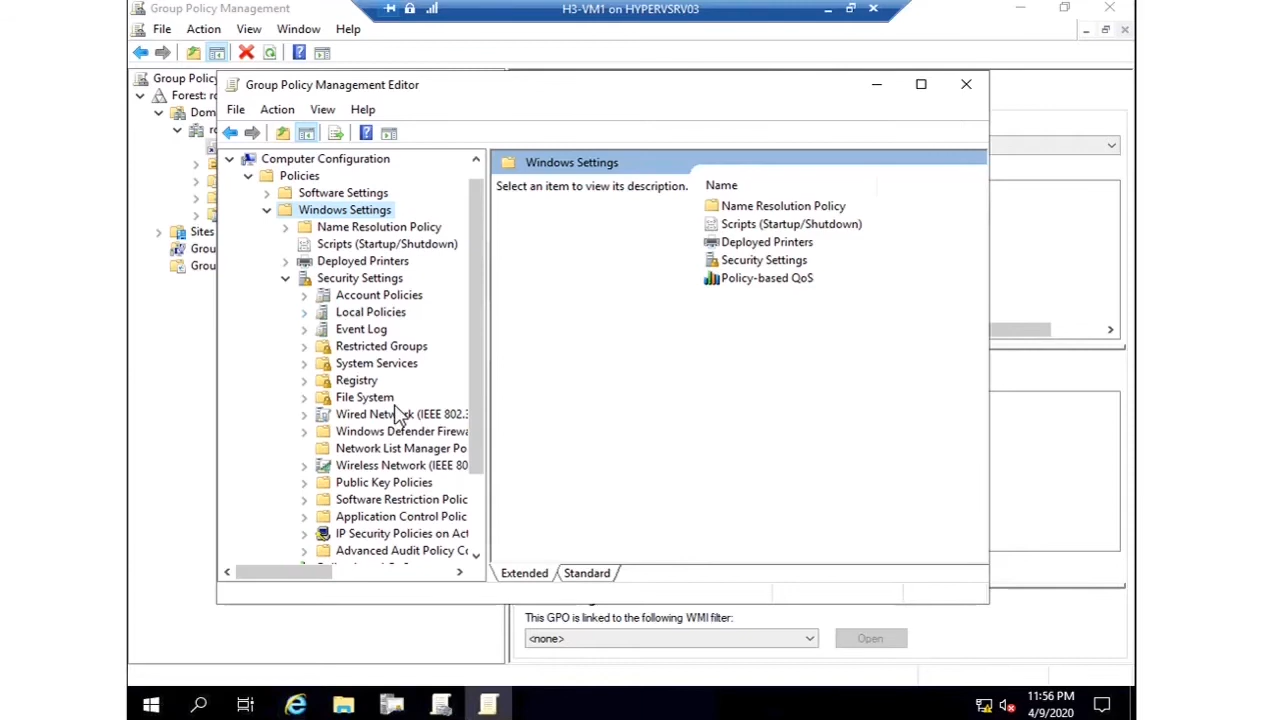 Group Policy Management
H3-VM1 on HYPERVSRV03
File Action View Window Help
Group Policy
Forest: r
Dom
r
Sites
Grou
Grou
Group Policy Management Editor
File Action View Help
Computer Configuration
Policies
Software Settings
Windows Settings
Name Resolution Policy
Scripts (Startup/Shutdown)
Deployed Printers
Security Settings
Account Policies
Local Policies
Event Log
Restricted Groups
System Services
Registry
File System
Wired Network (IEEE 802.3
Windows Defender Firewa
Network List Manager Po
Wireless Network (IEEE 80
Public Key Policies
Software Restriction Polic
Application Control Polic
IP Security Policies on Act
Advanced Audit Policy Co
Windows Settings
Select an item to view its description.
Name
Name Resolution Policy
Scripts (Startup/Shutdown)
Deployed Printers
Security Settings
Policy-based QoS
Extended Standard
This GPO is linked to the following WMI filter:
<none>
Open
11:56 PM
4/9/2020